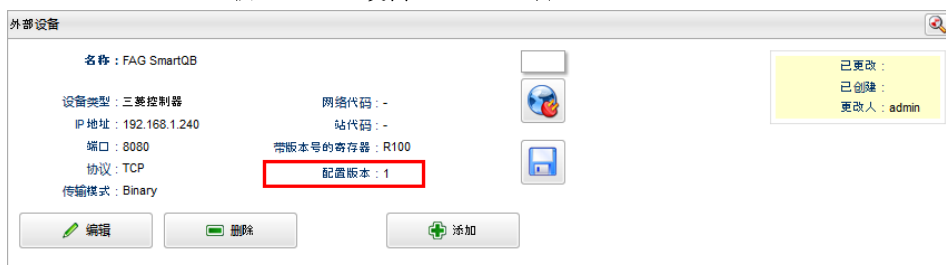 外部设备
名称：FAG SmartQB
设备类型：三菱控制器
IP地址：192.168.1.240
端口：8080
协议：TCP
传输模式：Binary
网络代码：-
站代码：-
带版本号的寄存器：R100
配置版本：1
已更改：
已创建：
更改人：admin
编辑
删除
添加